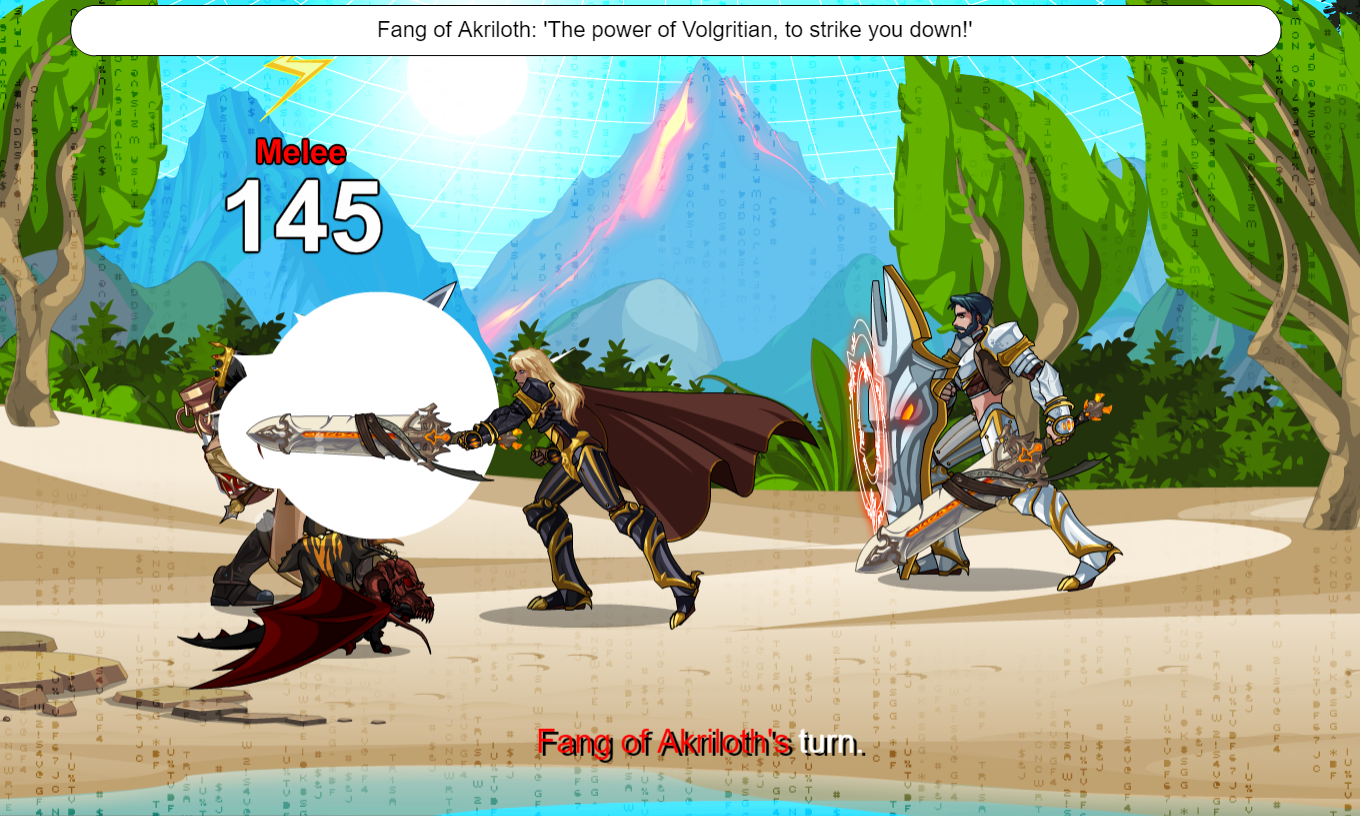 Fang of Akriloth: 'The power of Volgritian, to strike you down!'
Melee
145
Fang of Akriloth's turn.